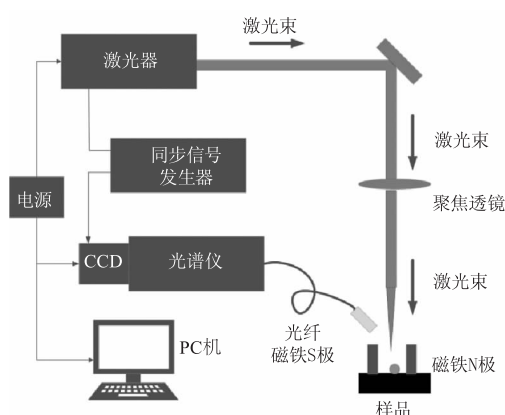 激光束
激光器
激光束
同步信号
发生器
电源
聚焦透镜
CCD
光谱仪
激光束
光纤
PC机
磁铁S极
磁铁N极
样品